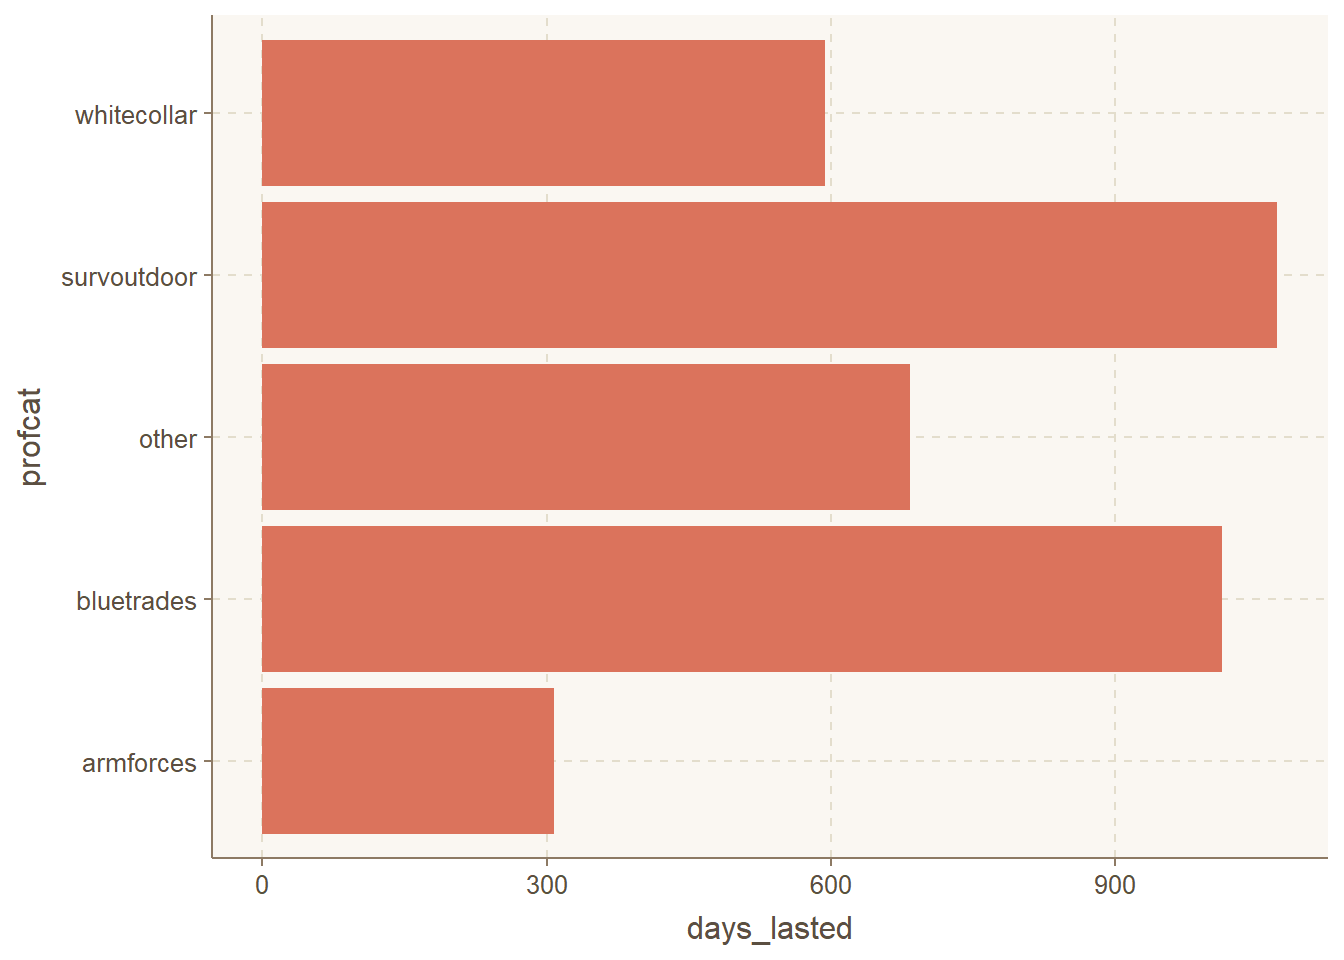 whitecollar
survoutdoor
other
bluetrades
armforces
profcat
0 300 600 900
days_lasted